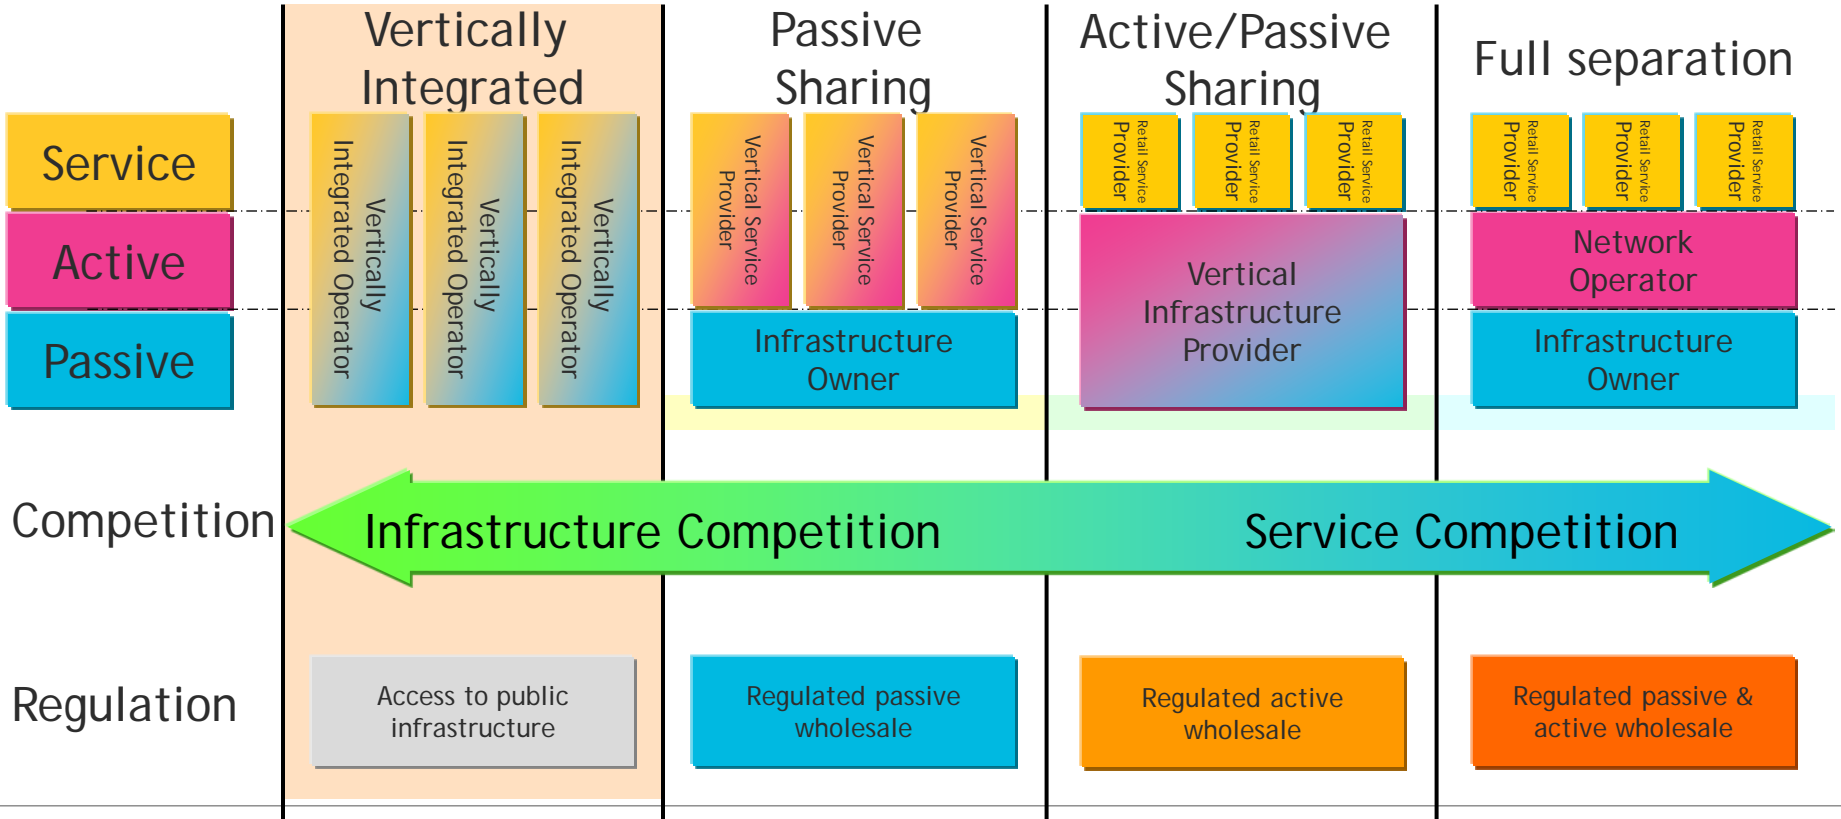 Vertically
Integrated
Passive
Sharing
Active/Passive
Sharing
Full separation
Service
Active
Passive
Vertically
Integrated Operator
Vertically
Integrated Operator
Vertically
Integrated Operator
Vertical Service
Provider
Vertical Service
Provider
Vertical Service
Provider
Infrastructure
Owner
Retail Service
Provider
Retail Service
Provider
Retail Service
Provider
Vertical
Infrastructure
Provider
Retail Service
Provider
Retail Service
Provider
Retail Service
Provider
Network
Operator
Infrastructure
Owner
Competition
Infrastructure Competition
Service Competition
Regulation
Access to public
infrastructure
Regulated passive
wholesale
Regulated active
wholesale
Regulated passive &
active wholesale